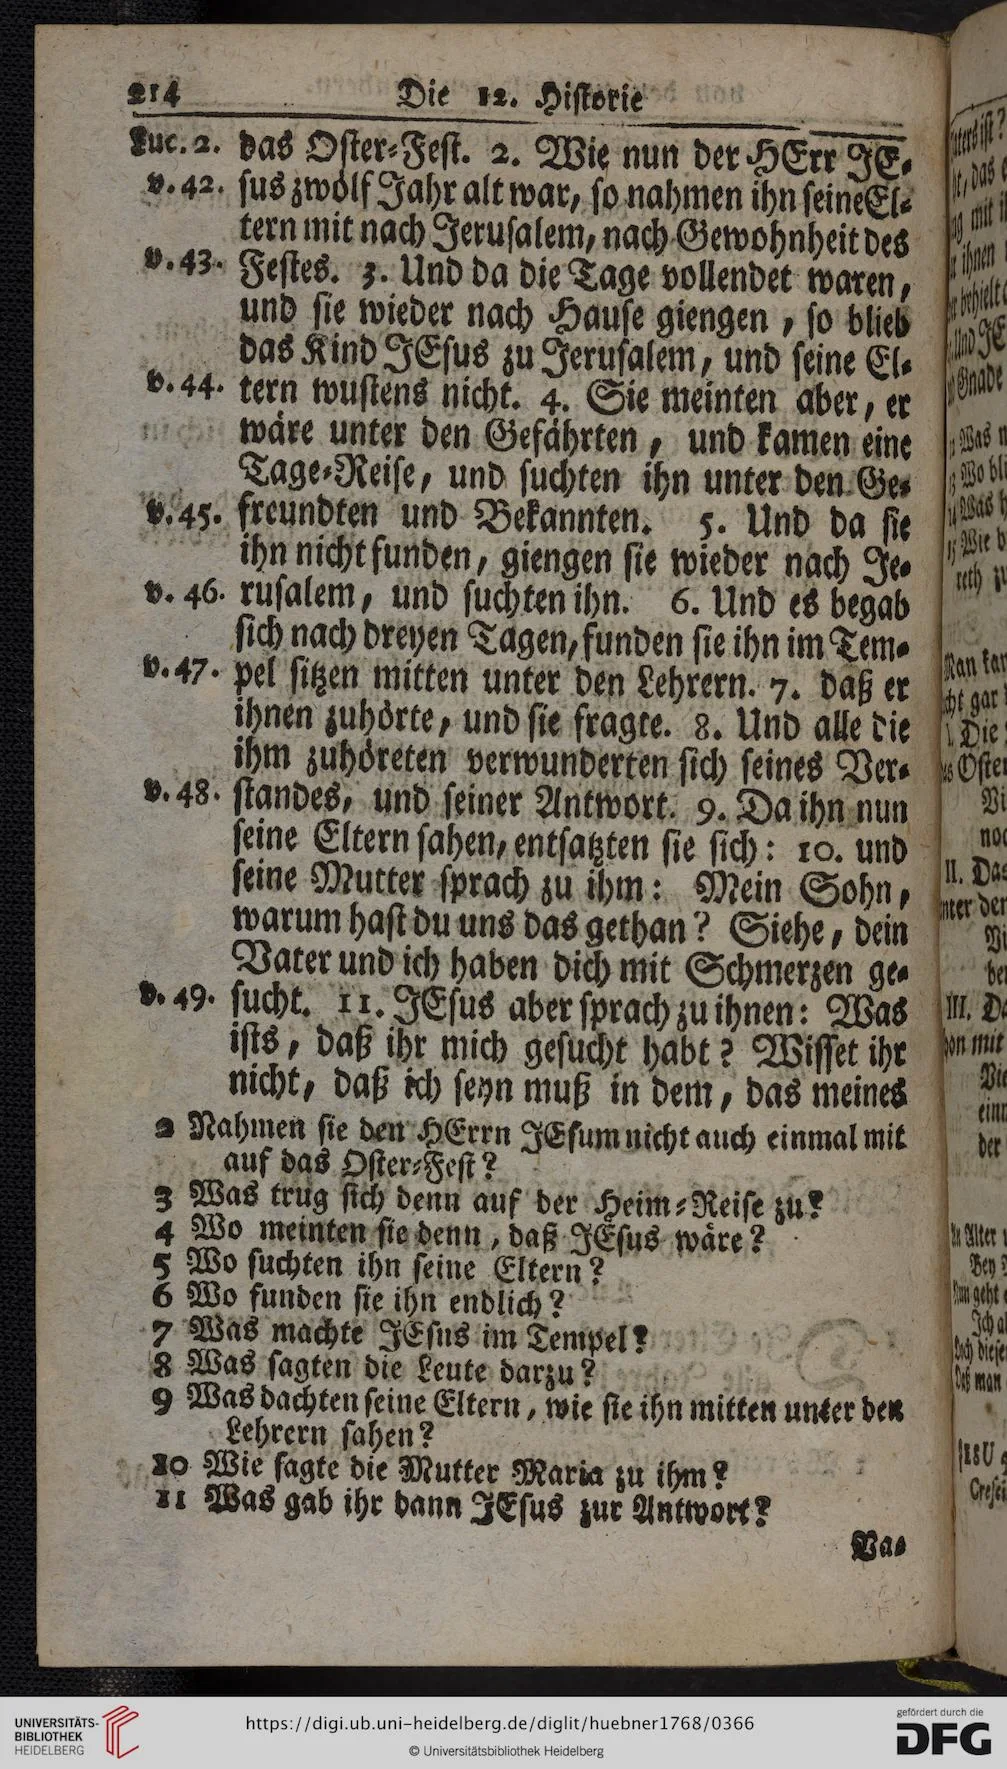 214 Die 12. Historie
Luc. 2. das Oster-Fest. 2. Wie nun der HErr JE-
v. 42. sus zwölf Jahr alt war, so nahmen ihn seine El-
tern mit nach Jerusalem, nach Gewohnheit des
v. 43. Festes. 3. Und da die Tage vollendet waren,
und sie wieder nach Hause giengen, so blieb
das Kind JEsus zu Jerusalem, und seine El-
v. 44. tern wustens nicht. 4. Sie meinten aber, er
wäre unter den Gefährten, und kamen eine
Tage-Reise, und suchten ihn unter den Ge-
v. 45. freundten und Bekannten. 5. Und da sie
ihn nicht funden, giengen sie wieder nach Je-
v. 46. rusalem, und suchten ihn. 6. Und es begab
sich nach dreyen Tagen, funden sie ihn im Tem-
v. 47. pel sitzen mitten unter den Lehrern. 7. daß er
ihnen zuhörte, und sie fragte. 8. Und alle die
ihm zuhöreten verwunderten sich seines Ver-
v. 48. standes, und seiner Antwort. 9. Da ihn nun
seine Eltern sahen, entsatzten sie sich: 10. und
seine Mutter sprach zu ihm: Mein Sohn,
warum hast du uns das gethan? Siehe, dein
Vater und ich haben dich mit Schmerzen ge-
v. 49. sucht. 11. JEsus aber sprach zu ihnen: Was
ists, daß ihr mich gesucht habt? Wisset ihr
nicht, daß ich seyn muß in dem, das meines
2 Nahmen sie den HErrn JEsum nicht auch einmal mit
auf das Oster-Fest?
3 Was trug sich denn auf der Heim-Reise zu?
4 Wo meinten sie denn, daß JEsus wäre?
5 Wo suchten ihn seine Eltern?
6 Wo funden sie ihn endlich?
7 Was machte JEsus im Tempel?
8 Was sagten die Leute darzu?
9 Was dachten seine Eltern, wie sie ihn mitten unter den
Lehrern sahen?
10 Wie sagte die Mutter Maria zu ihm?
11 Was gab ihr dann JEsus zur Antwort?
Va-
UNIVERSITÄTS-
BIBLIOTHEK
HEIDELBERG
https://digi.ub.uni-heidelberg.de/diglit/huebner1768/0366
© Universitätsbibliothek Heidelberg
gefördert durch die
DFG